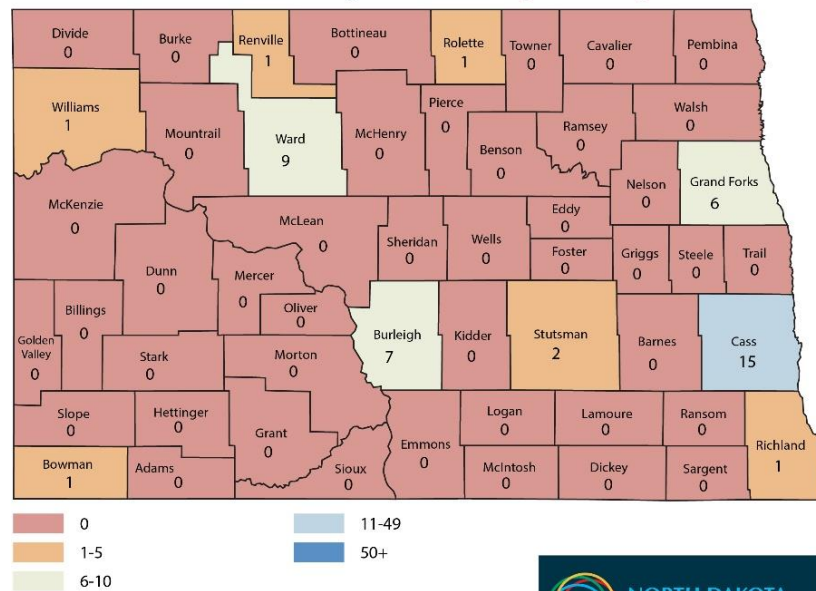 Divide
0
Burke
0
Renville
1
Bottineau
0
Rolette
1
Towner
0
Cavalier
0
Pembina
0
Williams
1
Mountrail
0
Ward
9
McHenry
0
Pierce
0
Benson
0
Ramsey
0
Walsh
0
Nelson
0
Grand Forks
6
McKenzie
0
Dunn
0
McLean
0
Mercer
0
Oliver
0
Sheridan
0
Wells
0
Eddy
0
Foster
0
Griggs
0
Steele
0
Trail
0
Golden
Valley
0
Billings
0
Stark
0
Morton
0
Burleigh
7
Kidder
0
Stutsman
2
Barnes
0
Cass
15
Slope
0
Hettinger
0
Grant
0
Bowman
1
Adams
0
Sioux
0
Emmons
0
Logan
0
Lamoure
0
Ransom
0
Richland
1
McIntosh
0
Dickey
0
Sargent
0
0
1-5
6-10
11-49
50+
NORTH DAKOTA